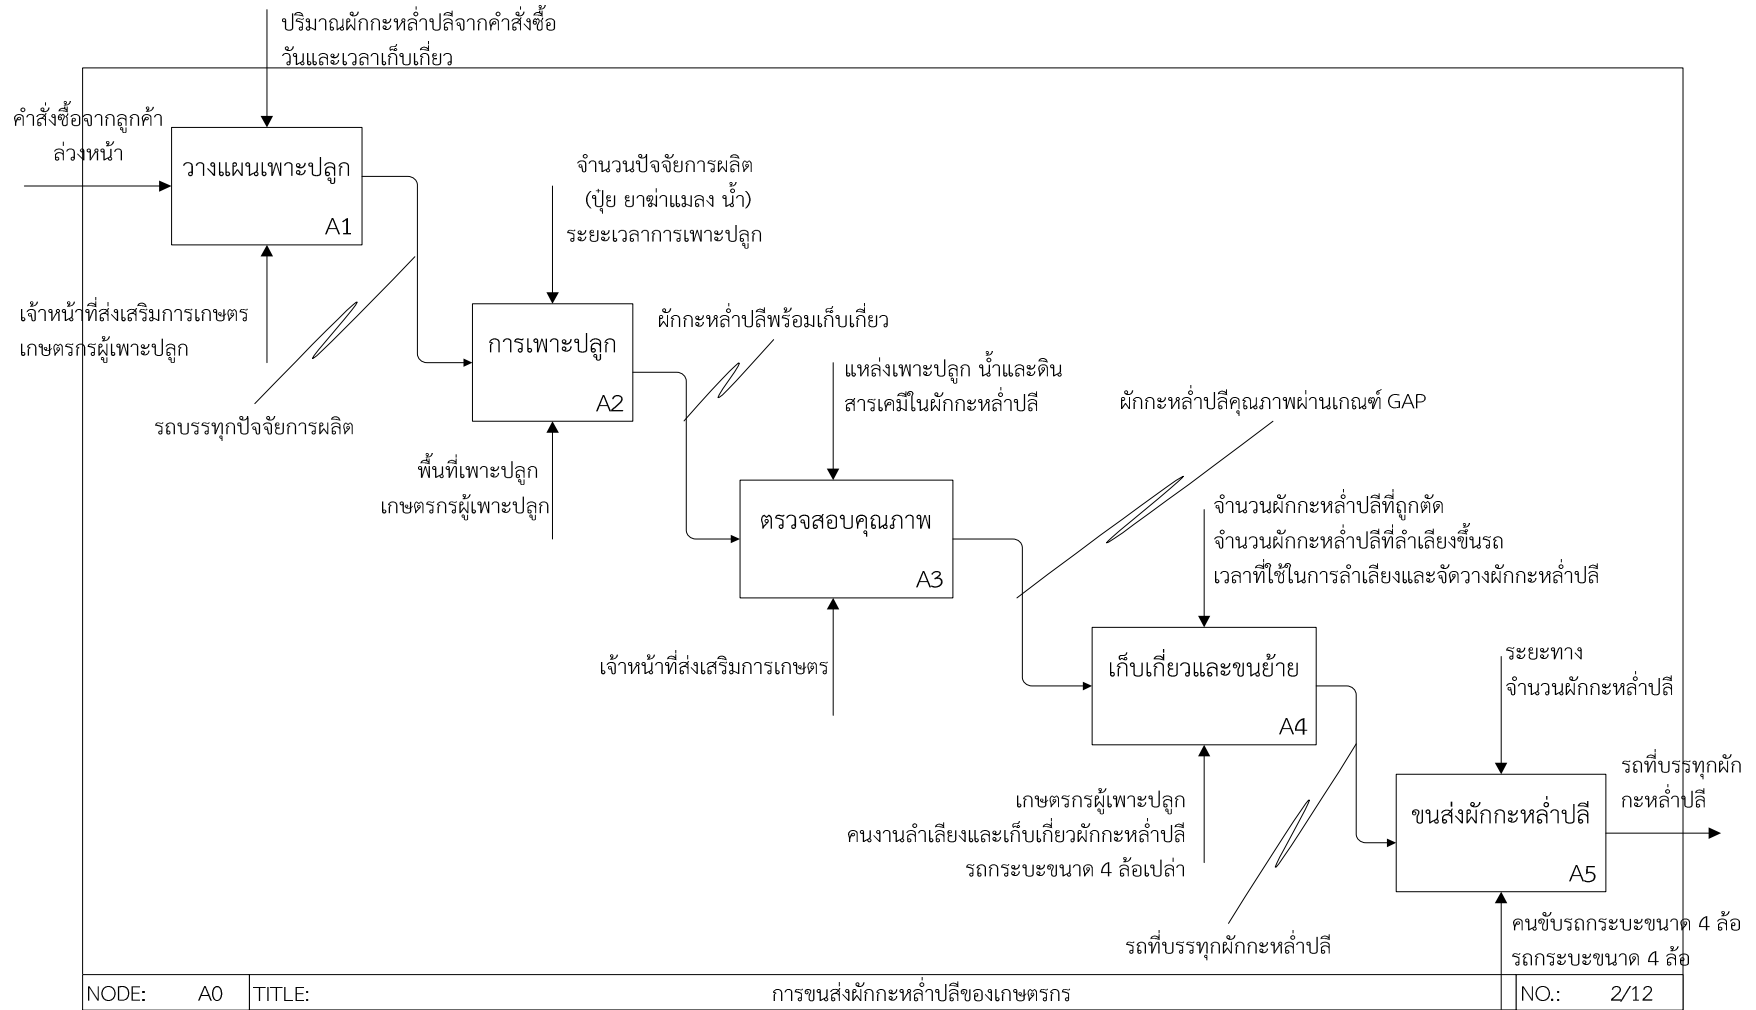 ปริมาณผักกะหล่ำปลีจากคำสั่งซื้อ
วันและเวลาเก็บเกี่ยว
คำสั่งซื้อจากลูกค้า
ล่วงหน้า
วางแผนเพาะปลูก
A1
เจ้าหน้าที่ส่งเสริมการเกษตร
เกษตรกรผู้เพาะปลูก
รถบรรทุกปัจจัยการผลิต
จำนวนปัจจัยการผลิต
(ปุ๋ย ยาฆ่าแมลง น้ำ)
ระยะเวลาการเพาะปลูก
การเพาะปลูก
A2
พื้นที่เพาะปลูก
เกษตรกรผู้เพาะปลูก
ผักกะหล่ำปลีพร้อมเก็บเกี่ยว
แหล่งเพาะปลูก น้ำและดิน
สารเคมีในผักกะหล่ำปลี
ตรวจสอบคุณภาพ
A3
เจ้าหน้าที่ส่งเสริมการเกษตร
ผักกะหล่ำปลีคุณภาพผ่านเกณฑ์ GAP
จำนวนผักกะหล่ำปลีที่ถูกตัด
จำนวนผักกะหล่ำปลีที่ลำเลียงขึ้นรถ
เวลาที่ใช้ในการลำเลียงและจัดวางผักกะหล่ำปลี
เก็บเกี่ยวและขนย้าย
A4
เกษตรกรผู้เพาะปลูก
คนงานลำเลียงและเก็บเกี่ยวผักกะหล่ำปลี
รถกระบะขนาด 4 ล้อเปล่า
รถที่บรรทุกผักกะหล่ำปลี
ระยะทาง
จำนวนผักกะหล่ำปลี
ขนส่งผักกะหล่ำปลี
A5
รถที่บรรทุกผัก
กะหล่ำปลี
คนขับรถกระบะขนาด 4 ล้อ
รถกระบะขนาด 4 ล้อ
NODE: A0 TITLE: การขนส่งผักกะหล่ำปลีของเกษตรกร NO.: 2/12